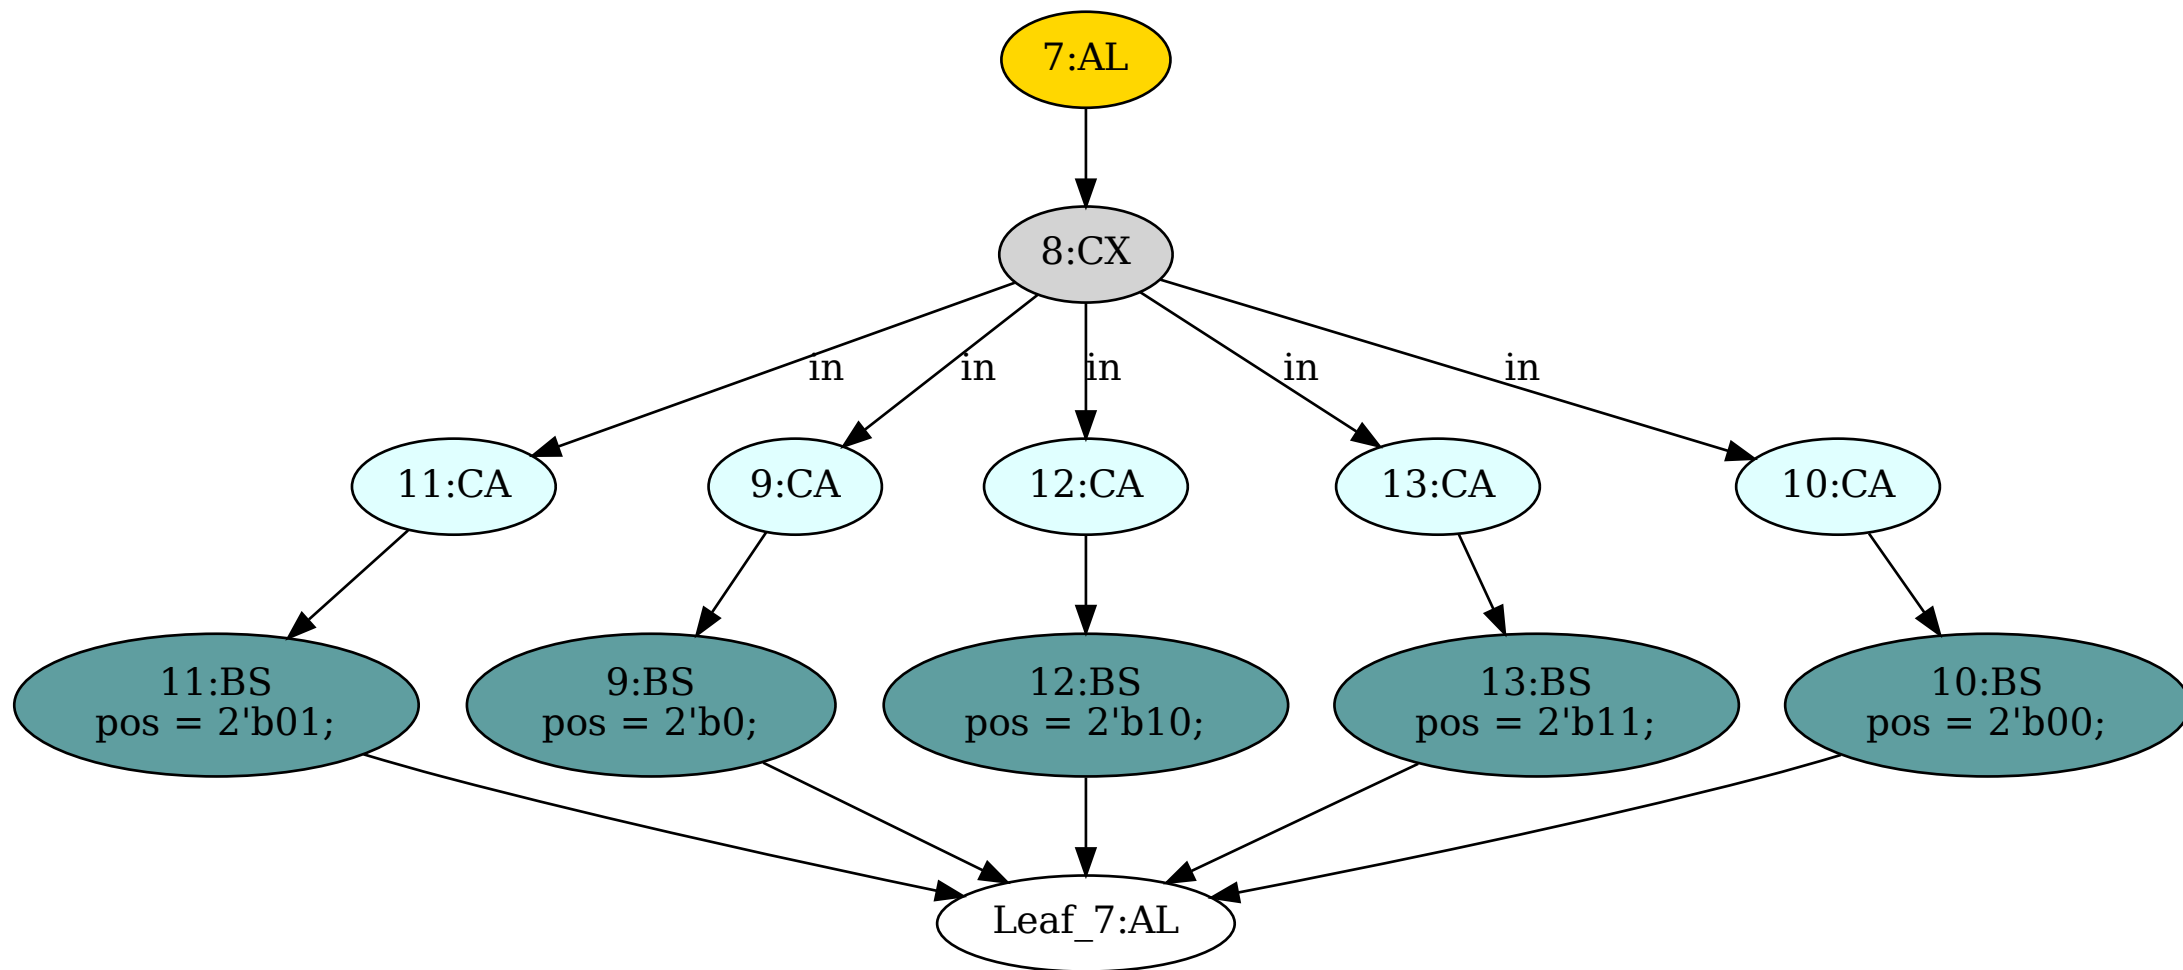 7:AL
8:CX
in
in
in
in
in
11:CA
9:CA
12:CA
13:CA
10:CA
11:BS
pos = 2'b01;
9:BS
pos = 2'b0;
12:BS
pos = 2'b10;
13:BS
pos = 2'b11;
10:BS
pos = 2'b00;
Leaf_7:AL